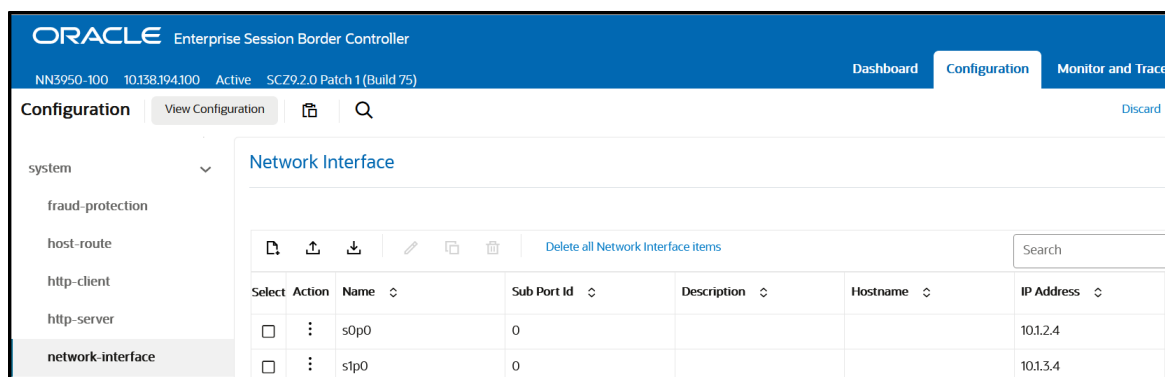 ORACLE Enterprise Session Border Controller
NN3950-100 10.138.194.100 Active SCZ9.2.0 Patch 1 (Build 75)
Dashboard Configuration Monitor and Trace
Configuration View Configuration Discard
system
Network Interface
fraud-protection
host-route
Delete all Network Interface items Search
http-client
Select Action Name Sub Port Id Description Hostname IP Address
http-server
s0p0 0 10.1.2.4
network-interface
s1p0 0 10.1.3.4